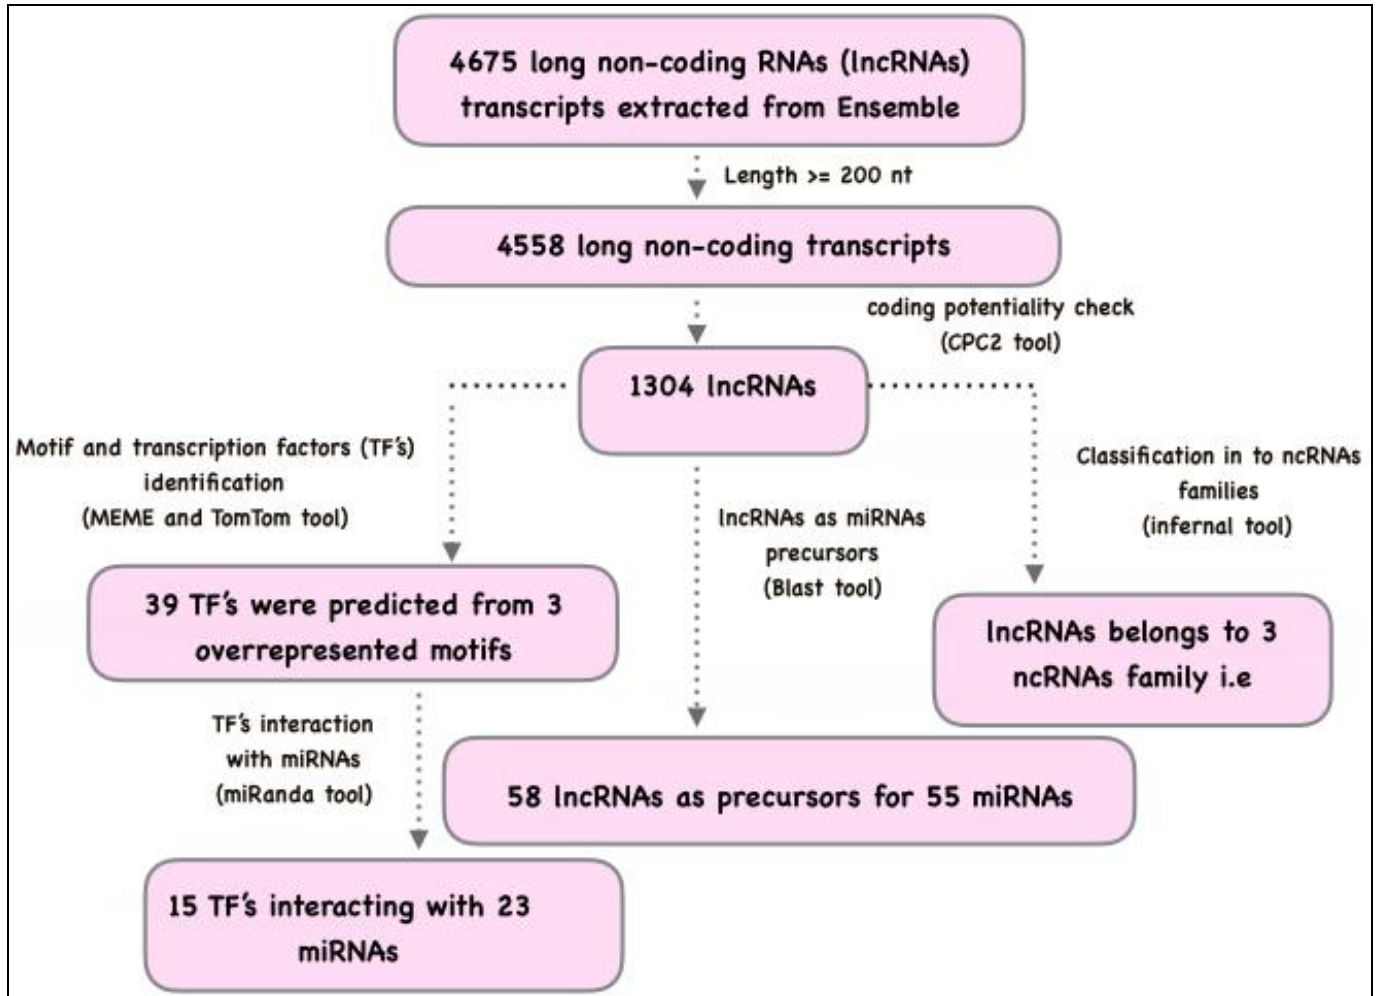 4675 long non-coding RNAs (lncRNAs)
transcripts extracted from Ensemble
Length >= 200 nt
4558 long non-coding transcripts
coding potentiality check
(CPC2 tool)
1304 lncRNAs
Motif and transcription factors (TF's)
identification
(MEME and TomTom tool)
lncRNAs as miRNAs
precursors
(Blast tool)
Classification in to ncRNAs
families
(infernal tool)
39 TF's were predicted from 3
overrepresented motifs
lncRNAs belongs to 3
ncRNAs family i.e
TF's interaction
with miRNAs
(miRanda tool)
58 lncRNAs as precursors for 55 miRNAs
15 TF's interacting with 23
miRNAs